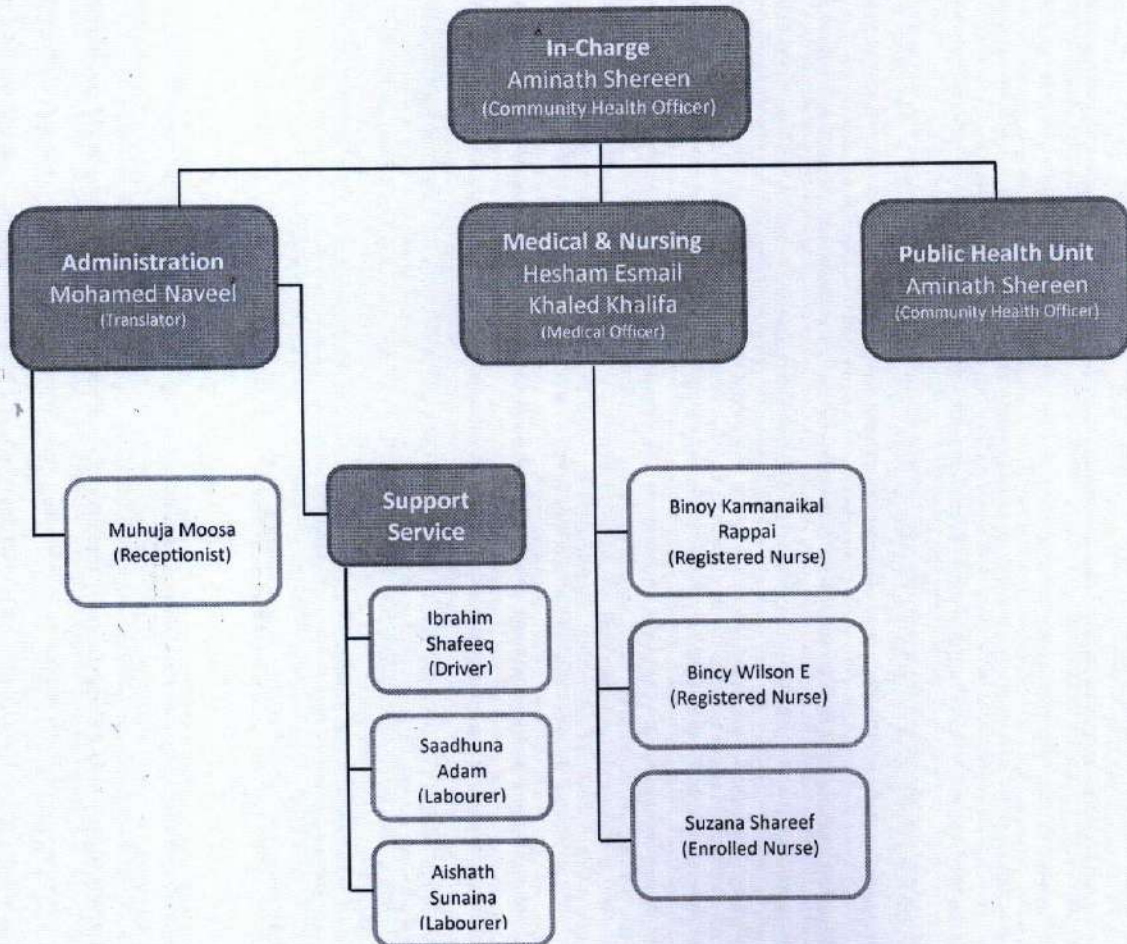 In-Charge
Aminath Shereen
(Community Health Officer)
Administration
Mohamed Naveel
(Translator)
Medical & Nursing
Hesham Esmail
Khaled Khalifa
(Medical Officer)
Public Health Unit
Aminath Shereen
(Community Health Officer)
Muhuja Moosa
(Receptionist)
Support
Service
Ibrahim
Shafeeq
(Driver)
Saadhuna
Adam
(Labourer)
Aishath
Sunaina
(Labourer)
Binoy Kannanaikal
Rappai
(Registered Nurse)
Bincy Wilson E
(Registered Nurse)
Suzana Shareef
(Enrolled Nurse)